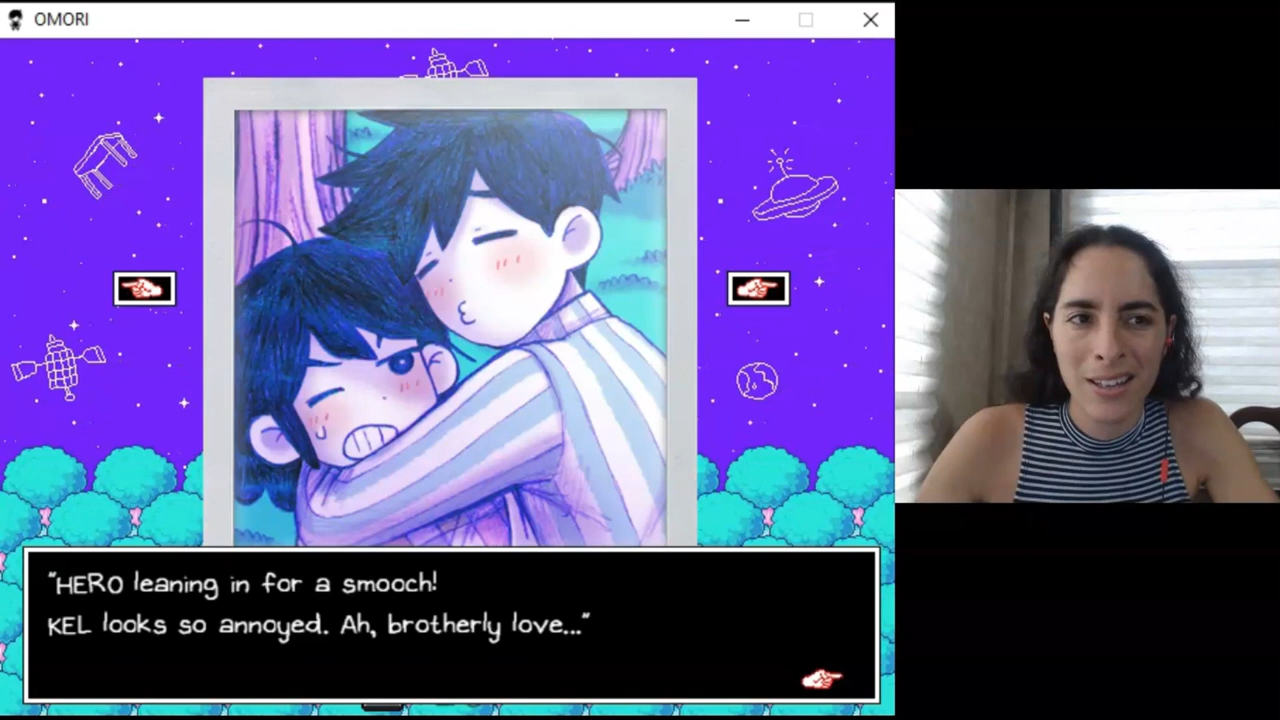 OMORI
"HERO leaning in for a smooch!
KEL looks so annoyed. Ah, brotherly love..."